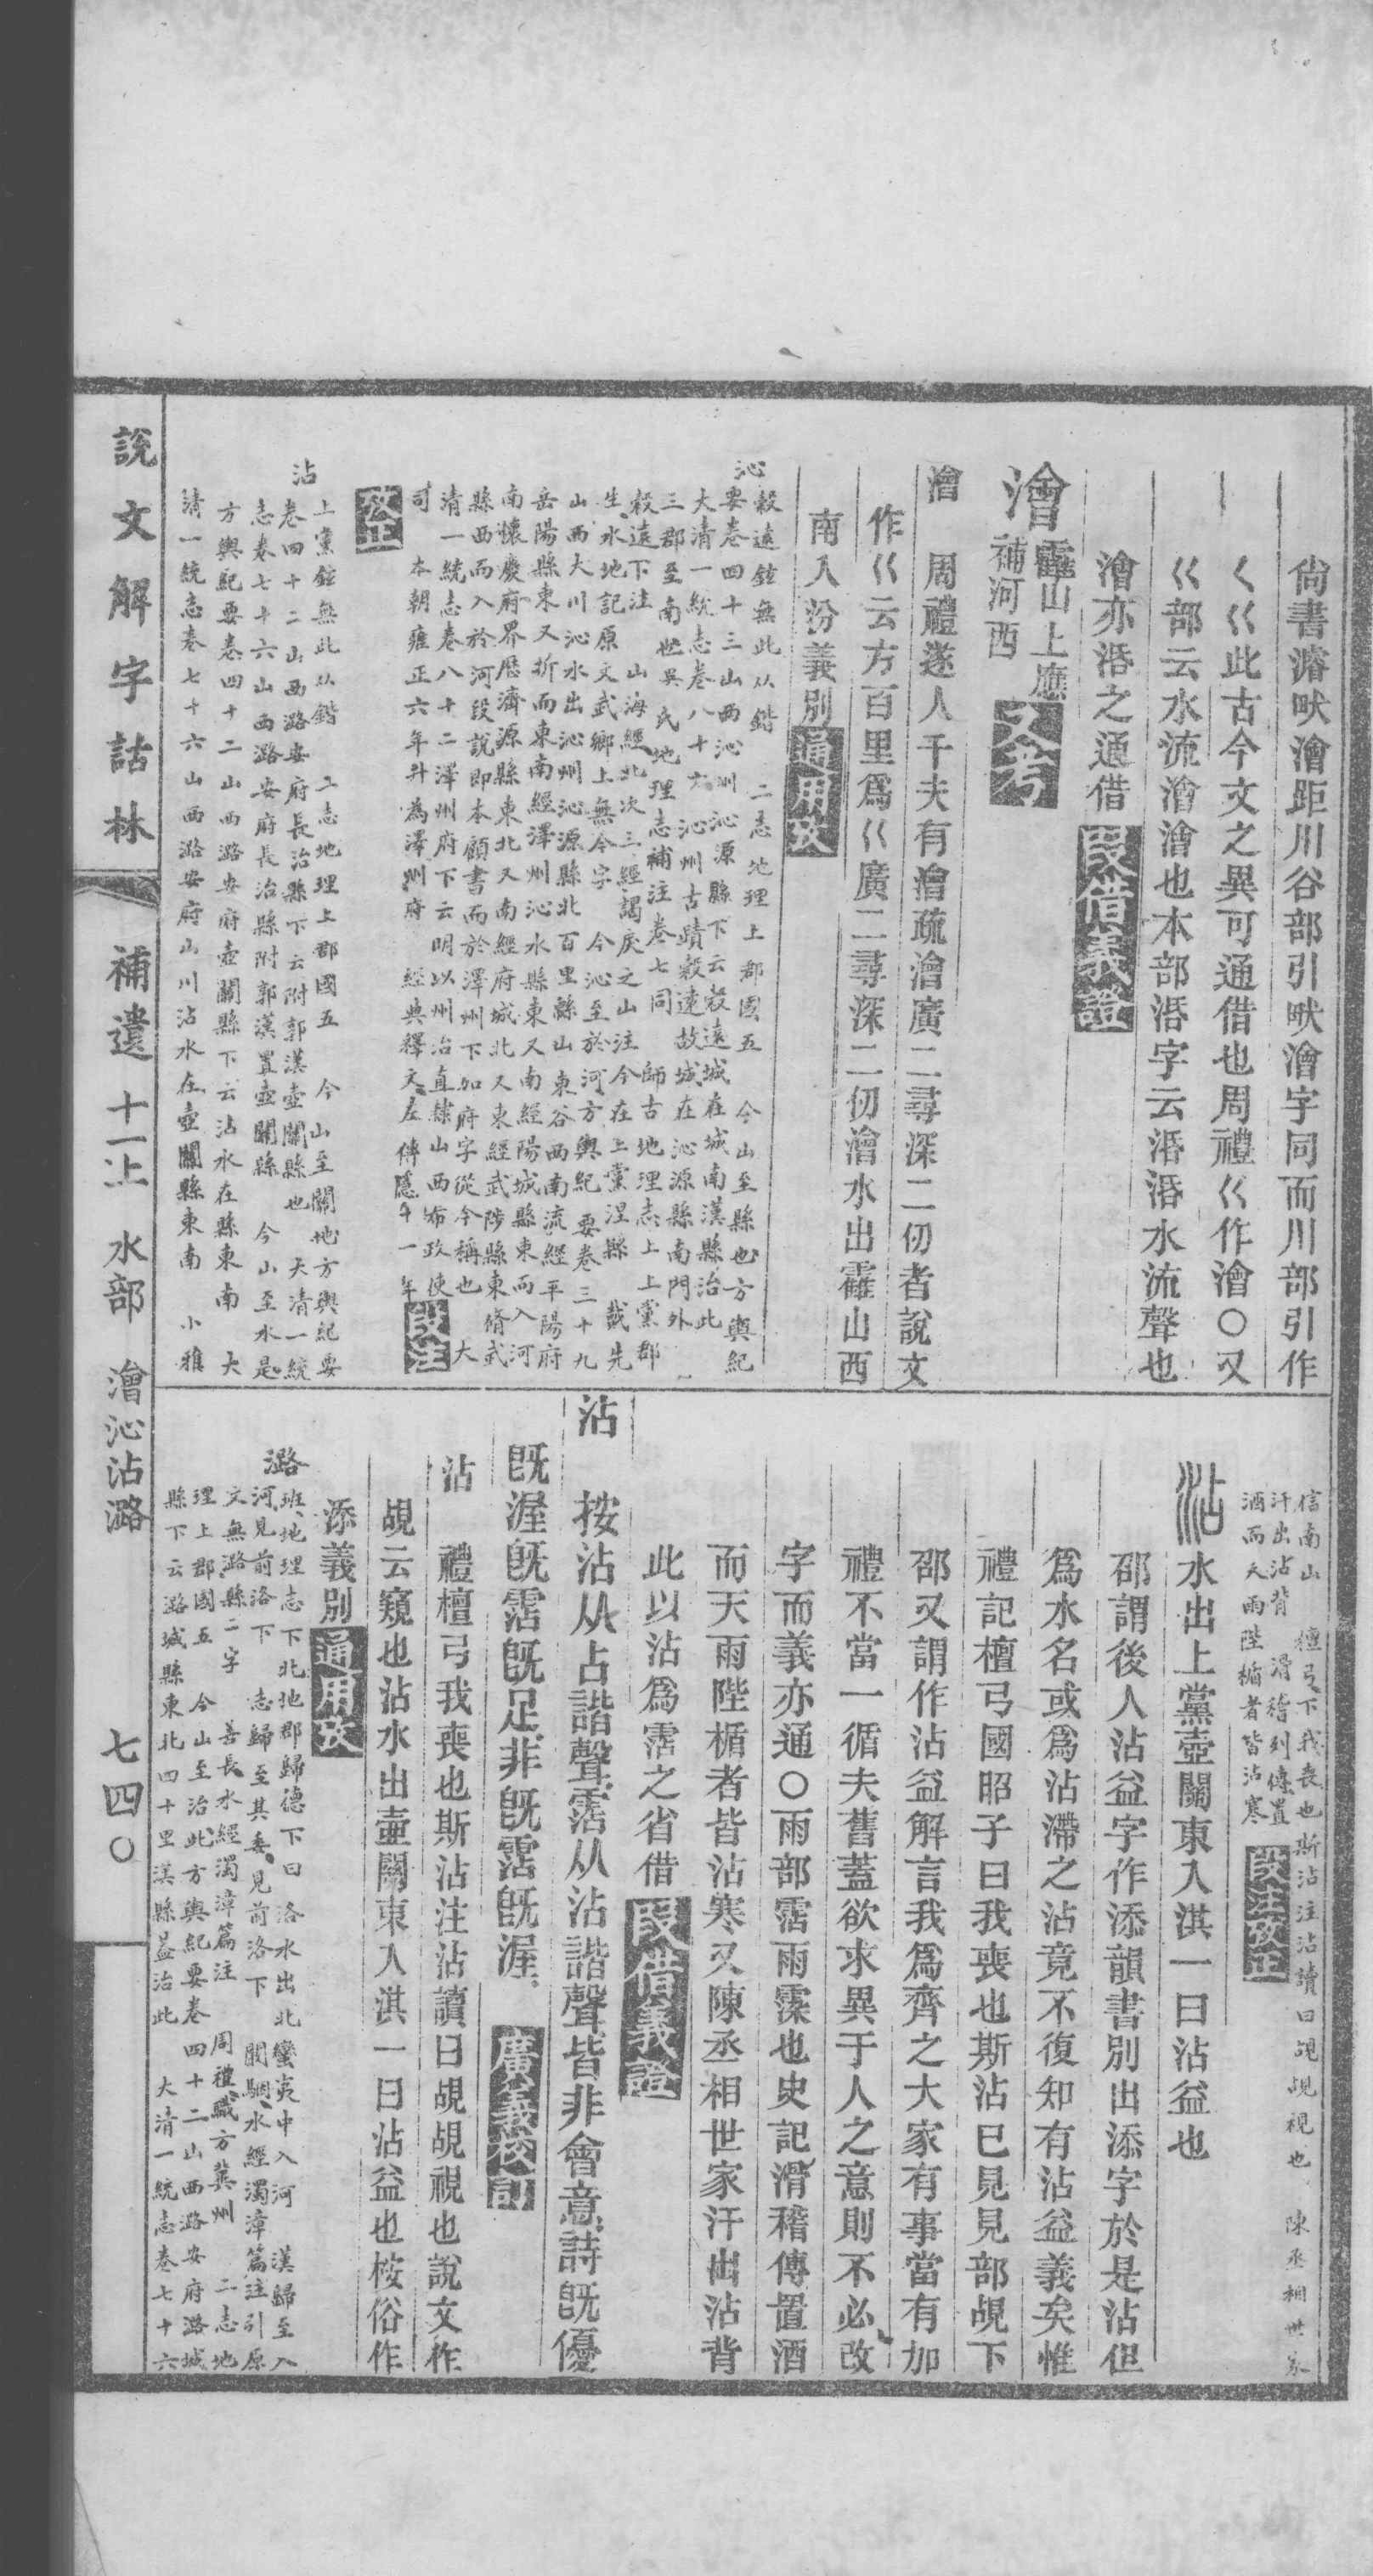 尙書濬畎澮距川谷部引畎澮字同而川部引作
𡿨巜此古今文之異可通借也周禮巜作澮○又
巜部云水流澮澮也本部湝字云湝湝水流聲也
澮亦湝之通借 段借義證
澮 靃山上應補河西 文考
澮 周禮遂人千夫有澮疏澮廣二尋深二仞者說文
作巜云方百里爲巜廣二尋深二仞澮水出靃山西
南入汾義別 通用攷
沁
穀遠鉉無此从鍇 二志地理上郡國五 今山至縣也方輿紀
要卷四十三山西沁州沁源縣下云穀遠城在城南漢縣治此
大清一統志卷八十六沁州古蹟穀遠故城在沁源縣南門外
三郡至南世吳氏地理志補注卷七同 師古地理志上上黨郡
穀遠下注 山海經北次三經謁戾之山注今在上黨涅縣 戴先
生水地記原文武鄉上無今字 今沁至於河方輿紀要卷三十九
山西大川沁水出沁州沁源縣北百里緜山東谷西南流經平陽府
岳陽縣東又折而東南經澤州沁水縣東又南經陽城縣東而入河
南懷慶府界歷濟源縣東北又南經府城北又東經武陟縣東脩武
縣西而入於河段說即本顧書而於澤州下加府字從今稱也 大
清一統志卷八十二澤州府下云明以州治直隸山西布政使
司 本朝雍正六年升爲澤州府 經典釋文左傳隱十一年 段注
攷正
沾
上黨鉉無此从鍇 二志地理上郡國五 今山至關地方輿紀要
卷四十二山西潞安府長治縣下云附郭漢壺關縣也 大清一統
志卷七十六山西潞安府長治縣附郭漢置壺關縣 今山至水是
方輿紀要卷四十二山西潞安府壺關縣下云沾水在縣東南 大
清一統志卷七十六山西潞安府山川沾水在壺關縣東南 小雅
信南山 檀弓下我喪也斯沾注沾讀曰覘覘視也 陳丞相世家
汗出沾背 滑稽列傳置
酒而天雨陛楯者皆沾寒 段注攷正
沾 水出上黨壺關東入淇一曰沾益也
邵謂後人沾益字作添韻書別出添字於是沾但
爲水名或爲沾滯之沾竟不復知有沾益義矣惟
禮記檀弓國昭子曰我喪也斯沾已見見部覘下
邵又謂作沾益解言我爲齊之大家有事當有加
禮不當一循夫舊蓋欲求異于人之意則不必改
字而義亦通○雨部霑雨䨙也史記滑稽傳置酒
而天雨陛楯者皆沾寒又陳丞相世家汗出沾背
此以沾爲霑之省借 段借義證
沾 按沾从占諧聲霑从沾諧聲皆非會意詩旣優
旣渥旣霑旣足非旣霑旣渥 廣義校訂
沾 禮檀弓我喪也斯沾注沾讀曰覘覘視也說文作
覘云窺也沾水出壺關東入淇一曰沾益也桉俗作
添義別 通用攷
潞
班地理志下北地郡歸德下曰 洛水出北蠻夷中入河 漢歸至入
河見前洛下 志歸至其委見前洛下 闞駰水經濁漳篇注引原
文無潞縣二字 善長水經濁漳篇注 周禮職方冀州 二志地
理上郡國五 今山至治此方輿紀要卷四十二山西潞安府潞城
縣下云潞城縣東北四十里漢縣葢治此 大清一統志卷七十六
說文解字詁林 補遺 十一上 水部 澮沁沾潞 七四○